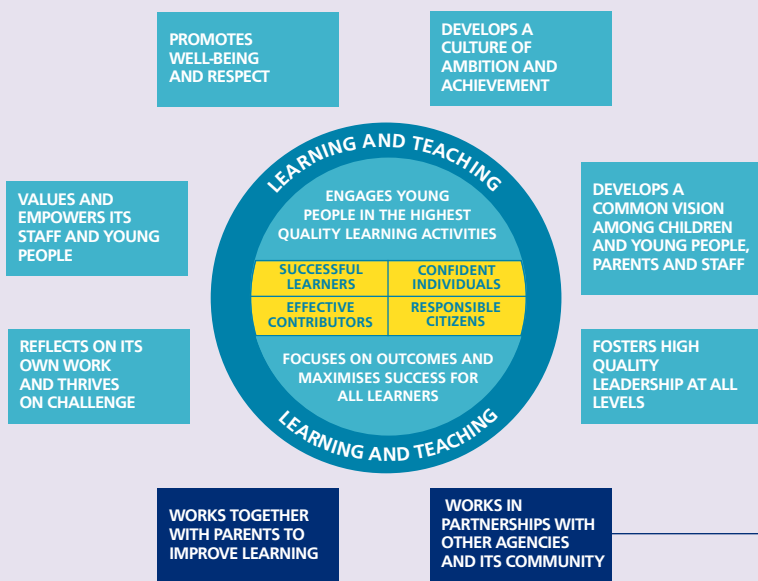 PROMOTES
WELL-BEING
AND RESPECT
DEVELOPS A
CULTURE OF
AMBITION AND
ACHIEVEMENT
LEARNING AND TEACHING
ENGAGES YOUNG
PEOPLE IN THE HIGHEST
QUALITY LEARNING ACTIVITIES
VALUES AND
EMPOWERS ITS
STAFF AND YOUNG
PEOPLE
DEVELOPS A
COMMON VISION
AMONG CHILDREN
AND YOUNG PEOPLE,
PARENTS AND STAFF
SUCCESSFUL
LEARNERS
CONFIDENT
INDIVIDUALS
EFFECTIVE
CONTRIBUTORS
RESPONSIBLE
CITIZENS
REFLECTS ON ITS
OWN WORK
AND THRIVES
ON CHALLENGE
FOCUSES ON OUTCOMES AND
MAXIMISES SUCCESS FOR
ALL LEARNERS
FOSTERS HIGH
QUALITY
LEADERSHIP AT ALL
LEVELS
LEARNING AND TEACHING
WORKS TOGETHER
WITH PARENTS TO
IMPROVE LEARNING
WORKS IN
PARTNERSHIPS WITH
OTHER AGENCIES
AND ITS COMMUNITY